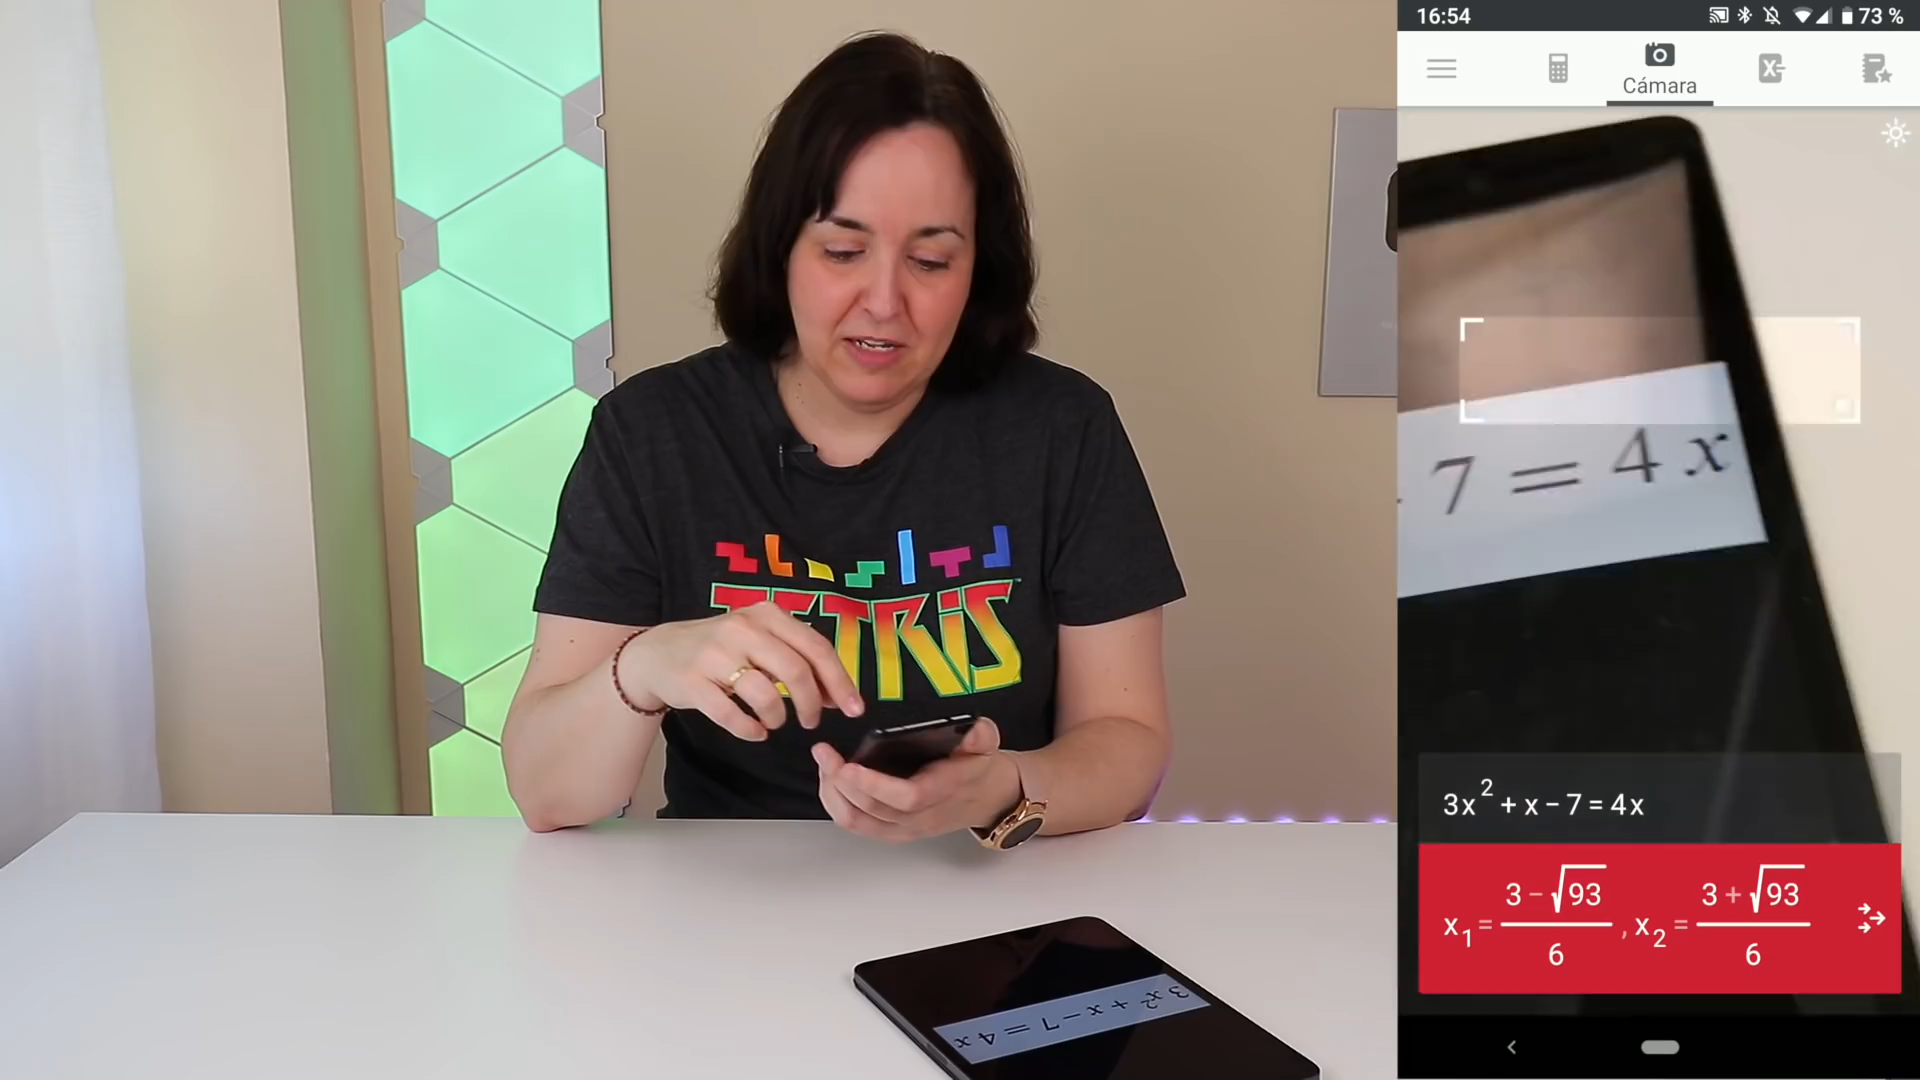 16:54
73 %
Cámara
7 = 4x
3x² + x − 7 = 4x
x₁ = (3 − √93)/6 , x₂ = (3 + √93)/6
TETRIS
3x² + x − 7 = 4x